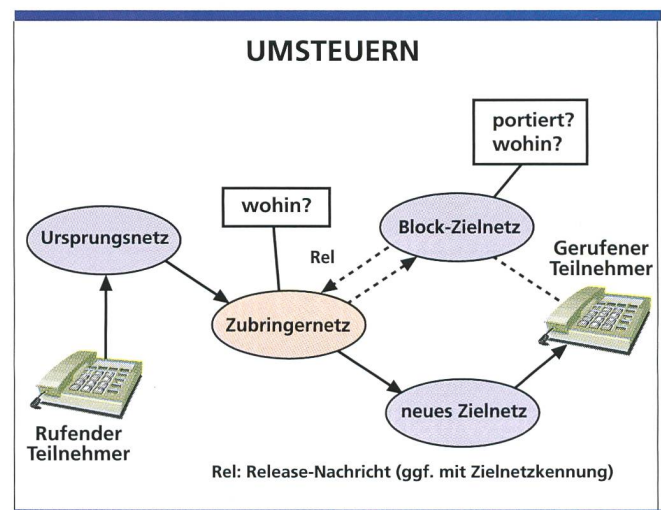 UMSTEUERN
portiert?
wohin?
wohin?
Ursprungsnetz
Block-Zielnetz
Rel
Gerufener
Teilnehmer
Zubringernetz
neues Zielnetz
Rufender
Teilnehmer
Rel: Release-Nachricht (ggf. mit Zielnetzkennung)